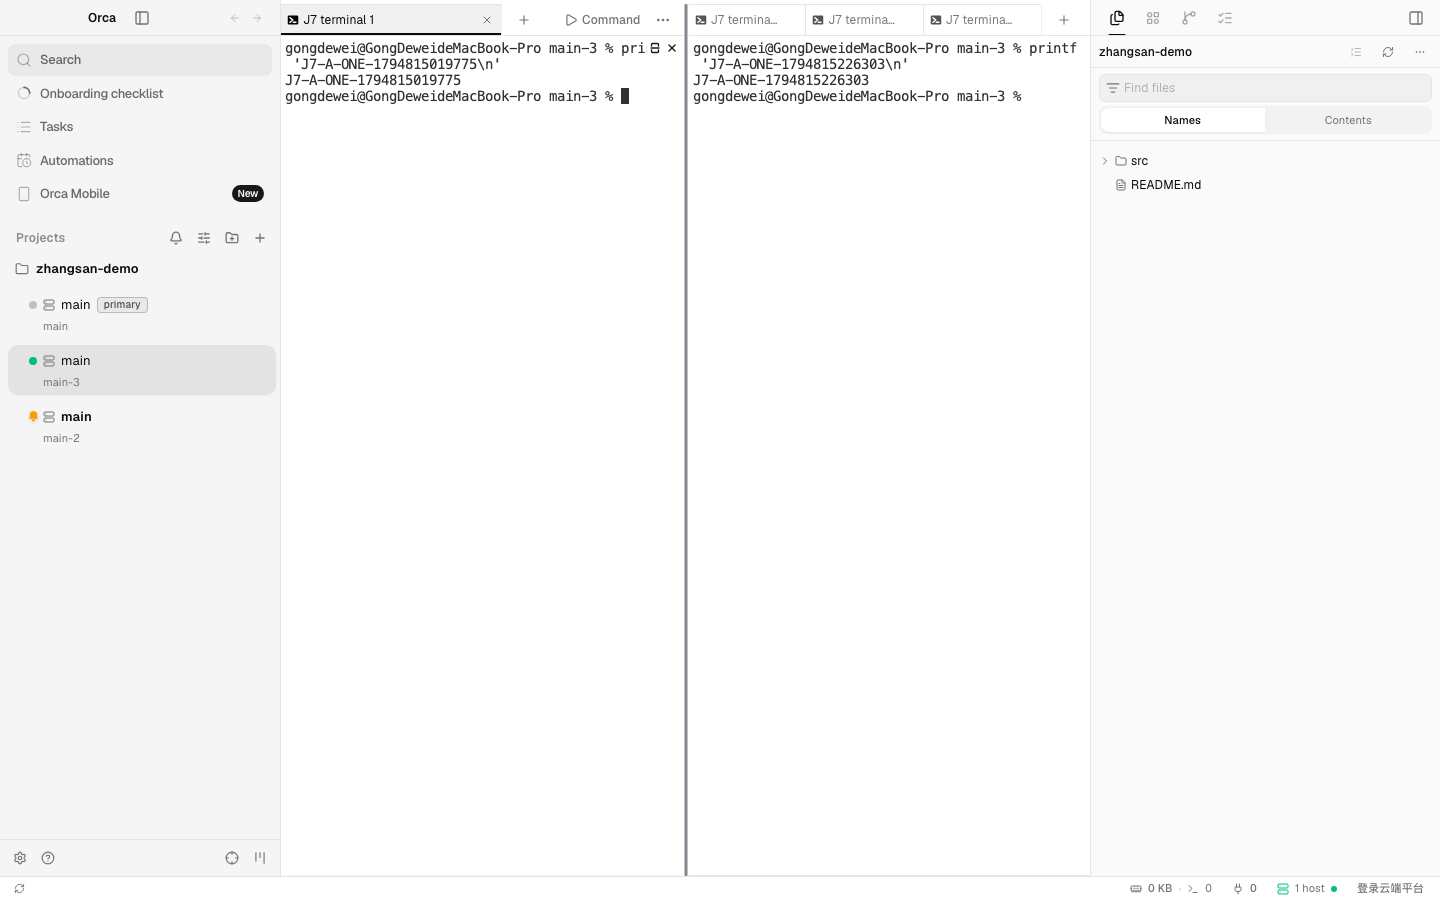 Orca
Search
Onboarding checklist
Tasks
Automations
Orca Mobile
New
Projects
zhangsan-demo
main primary
main
main
main-3
main
main-2
J7 terminal 1
Command
gongdewei@GongDeweideMacBook-Pro main-3 % pri
'J7-A-ONE-1794815019775\n'
J7-A-ONE-1794815019775
gongdewei@GongDeweideMacBook-Pro main-3 %
J7 termina...
J7 termina...
J7 termina...
gongdewei@GongDeweideMacBook-Pro main-3 % printf
'J7-A-ONE-1794815226303\n'
J7-A-ONE-1794815226303
gongdewei@GongDeweideMacBook-Pro main-3 %
zhangsan-demo
Find files
Names
Contents
src
README.md
0 KB · 0
0
1 host
登录云端平台